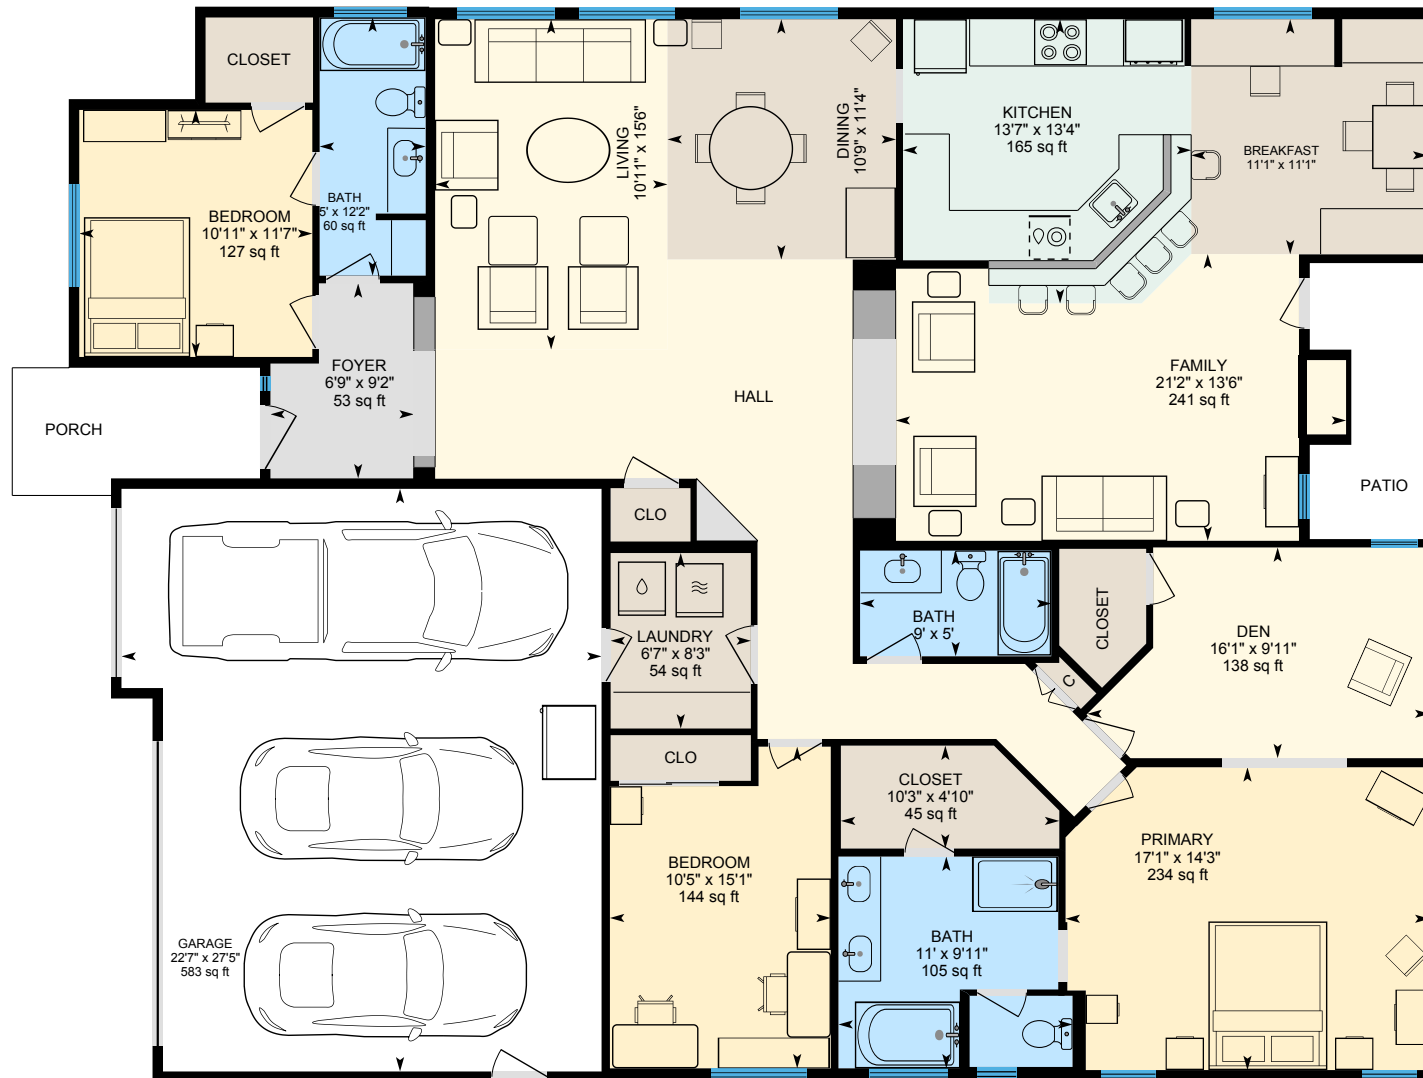 CLOSET
BEDROOM
10'11" x 11'7"
127 sq ft
BATH
5' x 12'2"
60 sq ft
LIVING
10'11" x 15'6"
DINING
10'9" x 11'4"
KITCHEN
13'7" x 13'4"
165 sq ft
BREAKFAST
11'1" x 11'1"
FOYER
6'9" x 9'2"
53 sq ft
PORCH
HALL
FAMILY
21'2" x 13'6"
241 sq ft
PATIO
CLO
LAUNDRY
6'7" x 8'3"
54 sq ft
BATH
9' x 5'
CLOSET
C
DEN
16'1" x 9'11"
138 sq ft
CLO
CLOSET
10'3" x 4'10"
45 sq ft
PRIMARY
17'1" x 14'3"
234 sq ft
BEDROOM
10'5" x 15'1"
144 sq ft
BATH
11' x 9'11"
105 sq ft
GARAGE
22'7" x 27'5"
583 sq ft